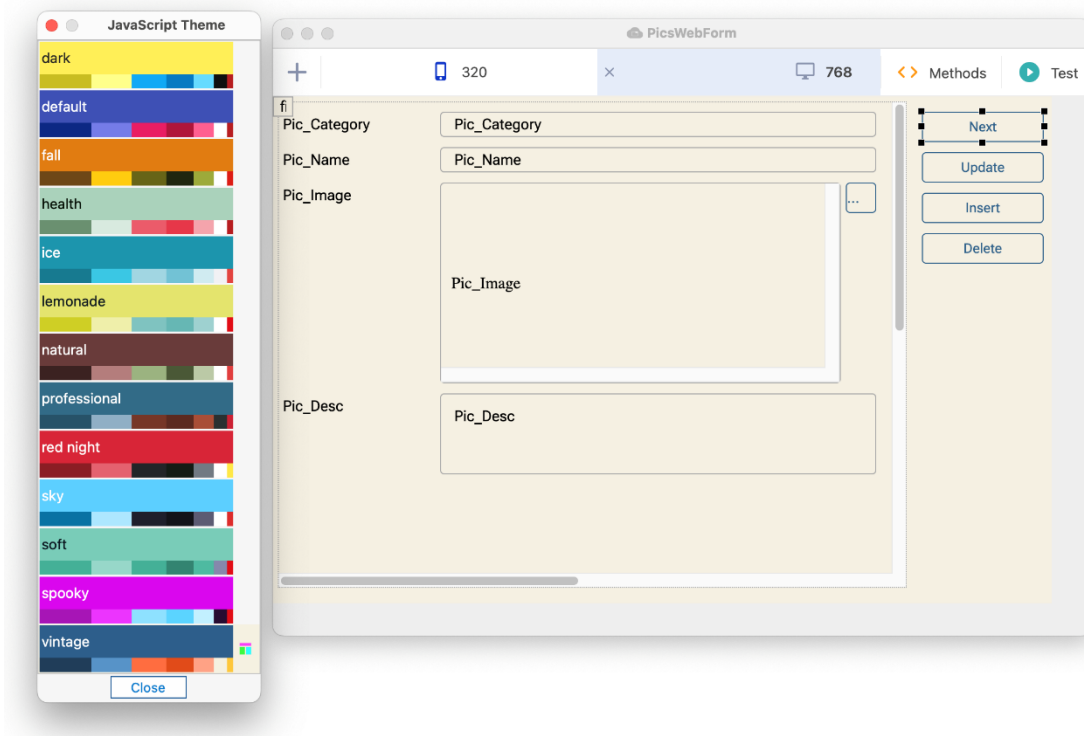 JavaScript Theme
dark
default
fall
health
ice
lemonade
natural
professional
red night
sky
soft
spooky
vintage
Close
PicsWebForm
320
768
Methods
Test
Pic_Category
Pic_Category
Pic_Name
Pic_Name
Pic_Image
...
Pic_Image
Pic_Desc
Pic_Desc
Next
Update
Insert
Delete